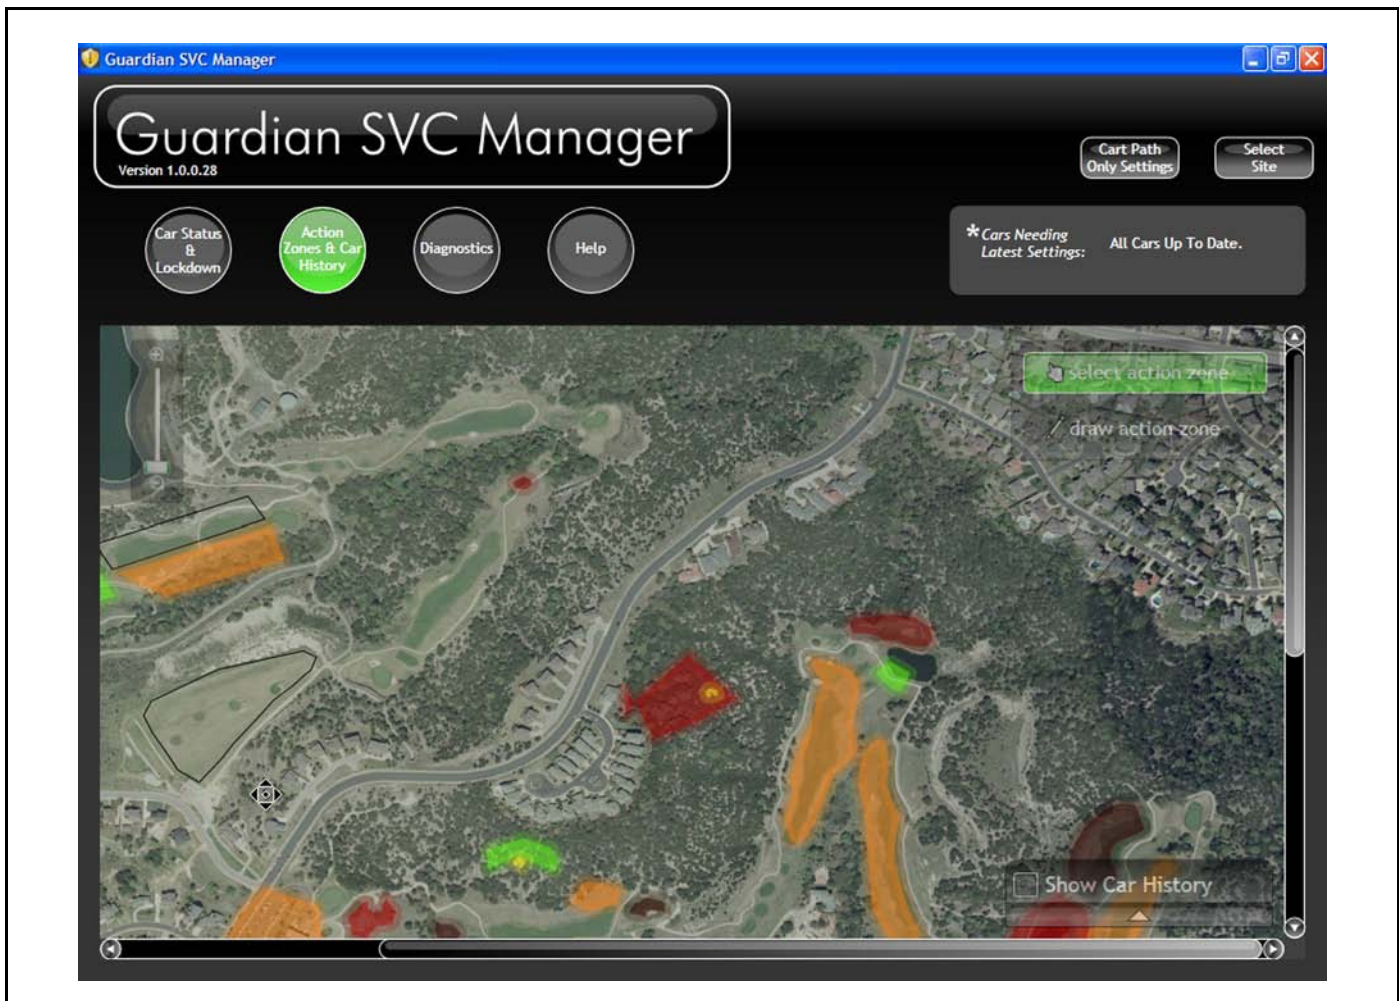 Guardian SVC Manager
Guardian SVC Manager
Version 1.0.0.28
Cart Path
Only Settings
Select
Site
Car Status
&
Lockdown
Action
Zones & Car
History
Diagnostics
Help
*Cars Needing
Latest Settings:
All Cars Up To Date.
select action zone
draw action zone
Show Car History